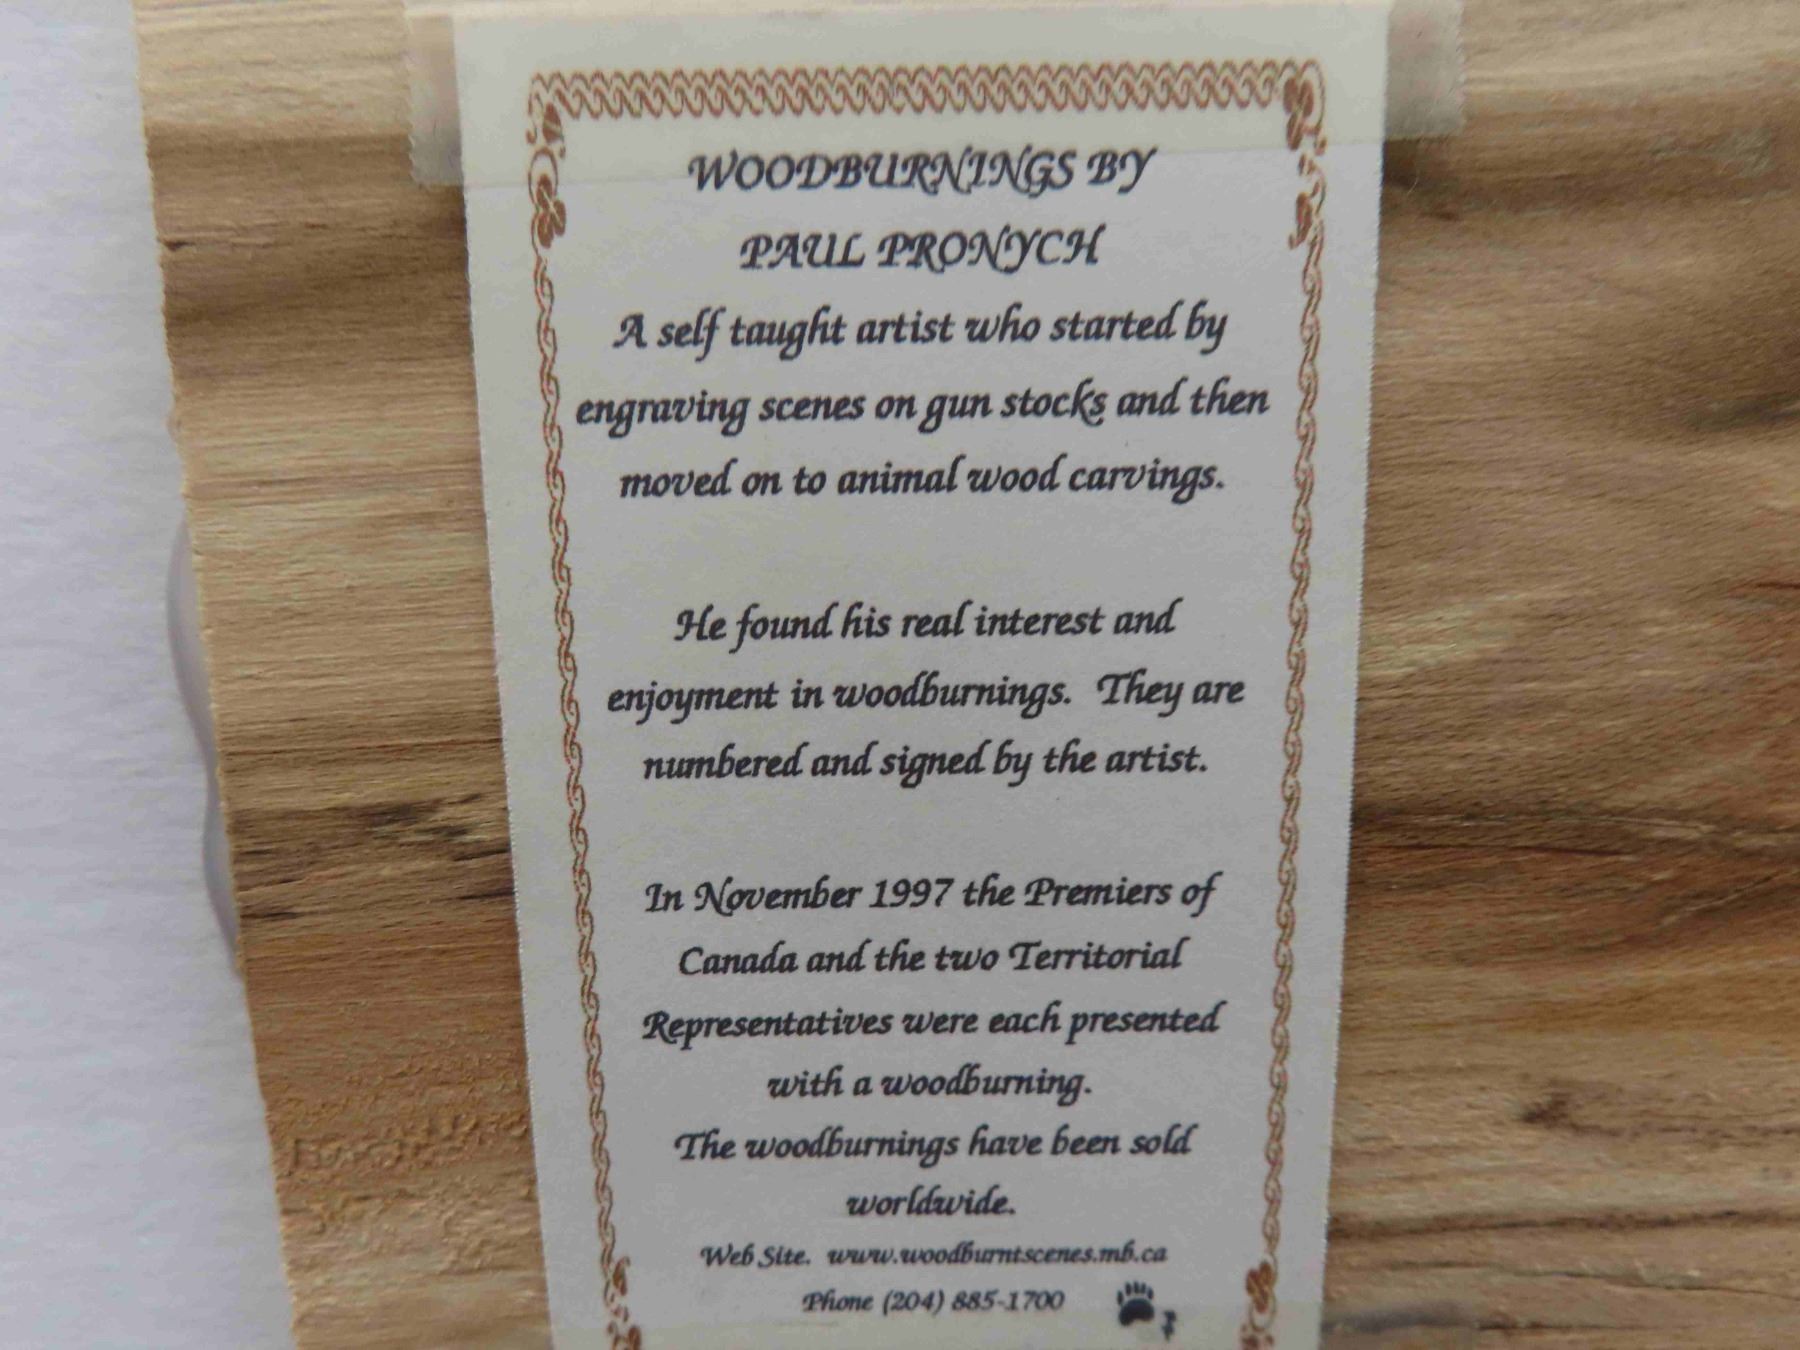 WOODBURNINGS BY
PAUL PRONYCH
A self taught artist who started by
engraving scenes on gun stocks and then
moved on to animal wood carvings.
He found his real interest and
enjoyment in woodburnings. They are
numbered and signed by the artist.
In November 1997 the Premiers of
Canada and the two Territorial
Representatives were each presented
with a woodburning.
The woodburnings have been sold
worldwide.
Web Site. www.woodburntscenes.mb.ca
Phone (204) 885-1700